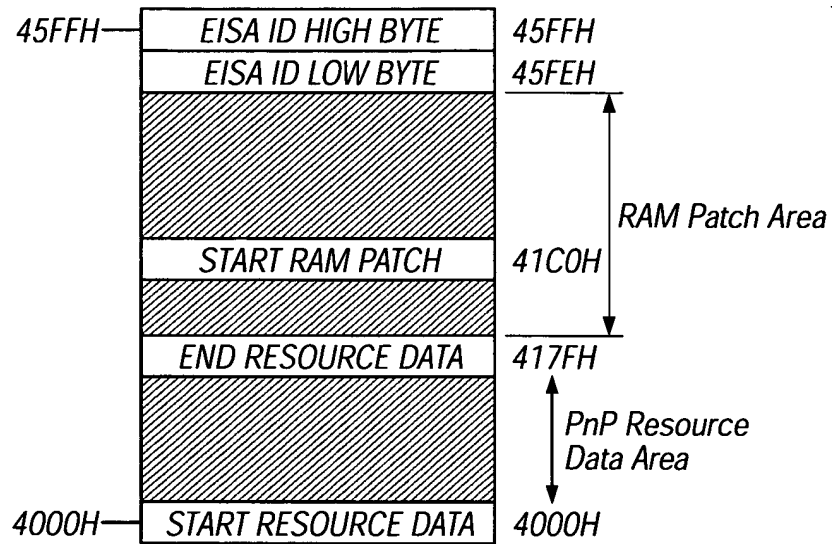 45FFH EISA ID HIGH BYTE 45FFH
EISA ID LOW BYTE 45FEH
RAM Patch Area
START RAM PATCH 41C0H
END RESOURCE DATA 417FH
PnP Resource
Data Area
4000H START RESOURCE DATA 4000H